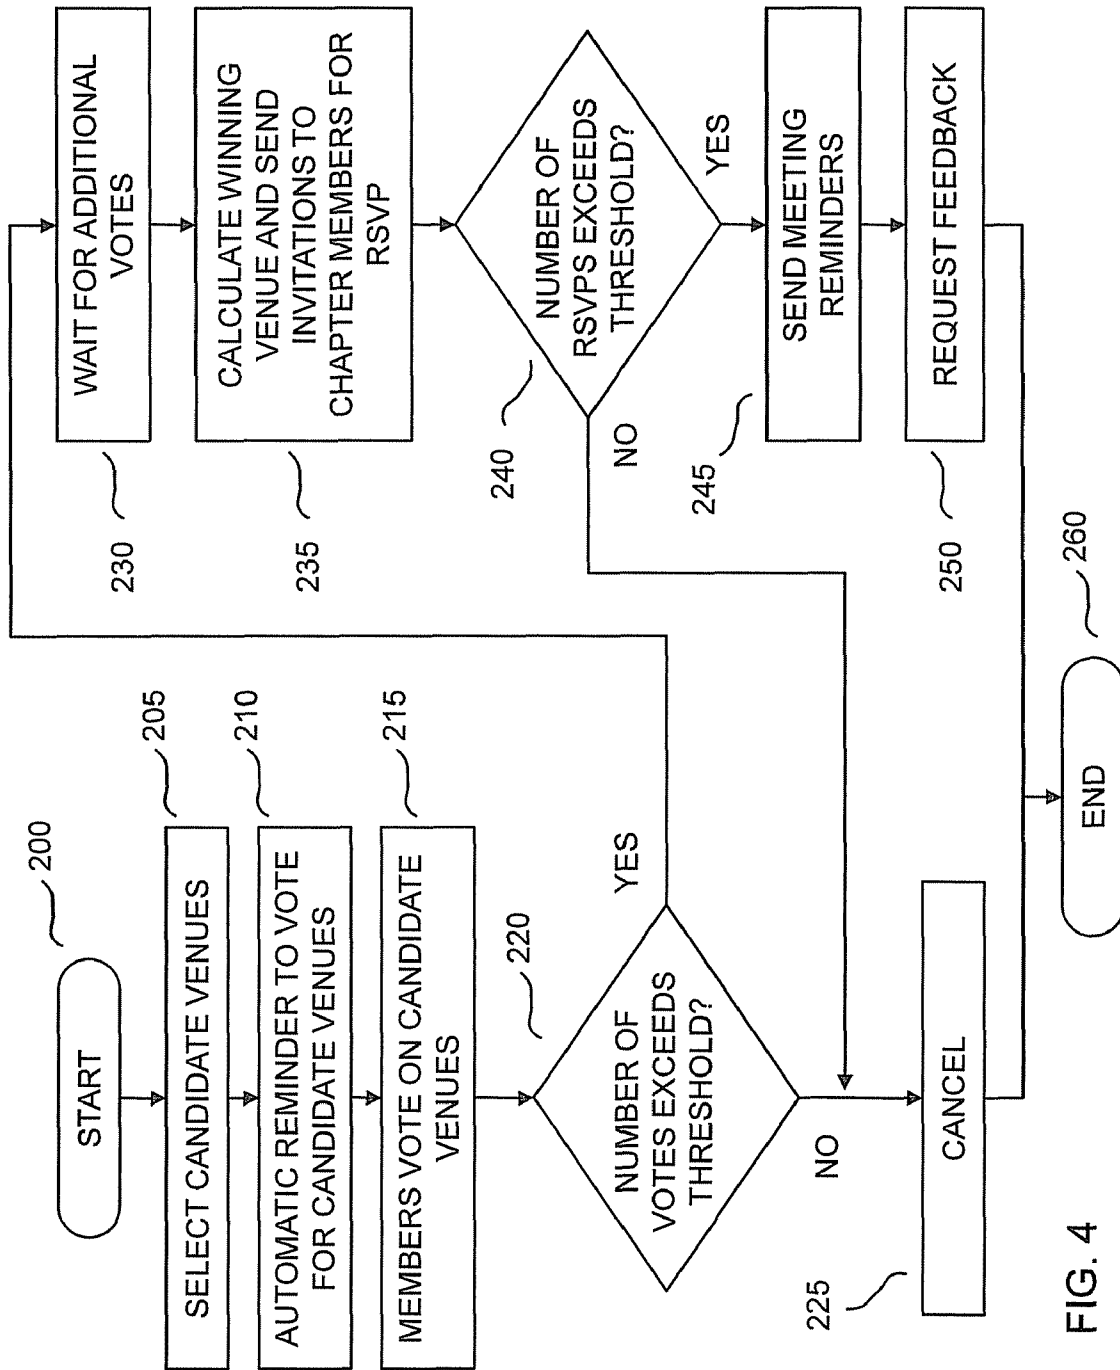 200
START
205
SELECT CANDIDATE VENUES
210
AUTOMATIC REMINDER TO VOTE
FOR CANDIDATE VENUES
215
MEMBERS VOTE ON CANDIDATE
VENUES
220
NUMBER OF
VOTES EXCEEDS
THRESHOLD?
YES
NO
225
CANCEL
230
WAIT FOR ADDITIONAL
VOTES
235
CALCULATE WINNING
VENUE AND SEND
INVITATIONS TO
CHAPTER MEMBERS FOR
RSVP
240
NUMBER OF
RSVPS EXCEEDS
THRESHOLD?
NO
YES
245
SEND MEETING
REMINDERS
250
REQUEST FEEDBACK
260
END
FIG. 4